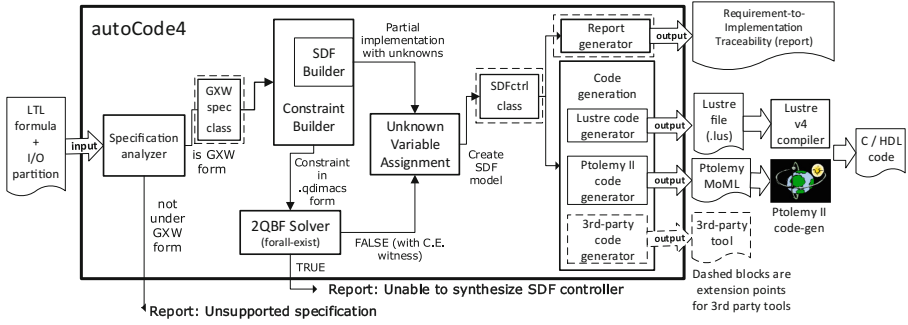 autoCode4
LTL
formula
+
I/O
partition
input
Specification
analyzer
GXW
spec
class
is GXW
form
not
under
GXW
form
SDF
Builder
Constraint
Builder
Partial
implementation
with unknowns
Constraint
in
.qdimacs
form
2QBF Solver
(forall-exist)
FALSE (with C.E.
witness)
TRUE
Unknown
Variable
Assignment
SDFctrl
class
Create
SDF
model
Report
generator
output
Requirement-to-
Implementation
Traceability (report)
Code
generation
Lustre code
generator
output
Lustre
file
(.lus)
Lustre
v4
compiler
C / HDL
code
Ptolemy II
code
generator
output
Ptolemy
MoML
Ptolemy II
code-gen
3rd-party
code
generator
output
3rd-party
tool
Dashed blocks are
extension points
for 3rd party tools
Report: Unable to synthesize SDF controller
Report: Unsupported specification